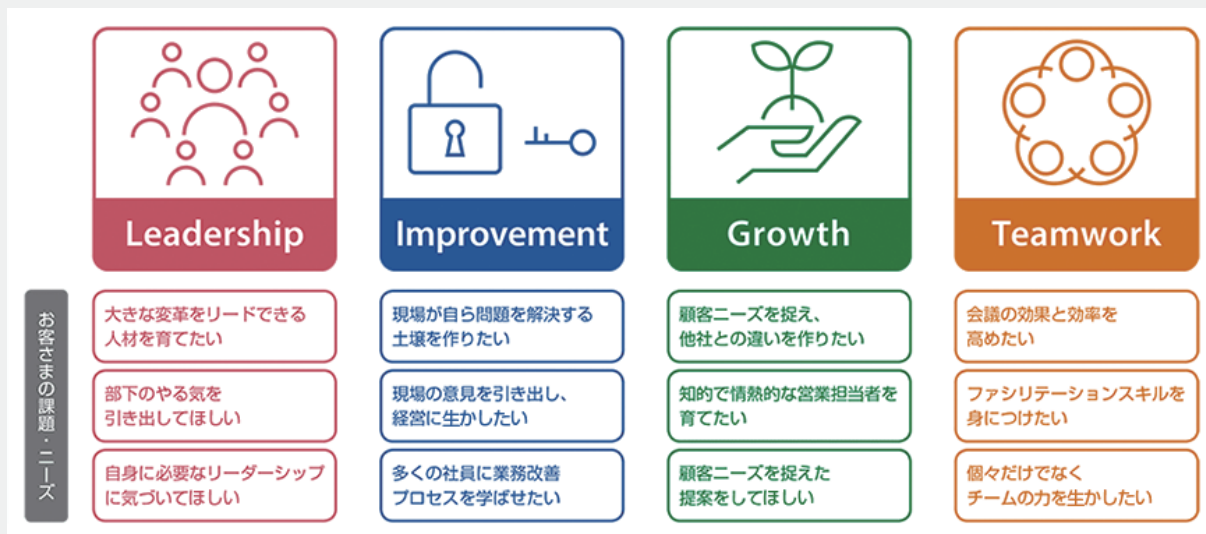 Leadership
Improvement
Growth
Teamwork
お客さまの課題・ニーズ
大きな変革をリードできる
人材を育てたい
部下のやる気を
引き出してほしい
自身に必要なリーダーシップ
に気づいてほしい
現場が自ら問題を解決する
土壌を作りたい
現場の意見を引き出し、
経営に生かしたい
多くの社員に業務改善
プロセスを学ばせたい
顧客ニーズを捉え、
他社との違いを作りたい
知的で情熱的な営業担当者を
育てたい
顧客ニーズを捉えた
提案をしてほしい
会議の効果と効率を
高めたい
ファシリテーションスキルを
身につけたい
個々だけでなく
チームの力を生かしたい